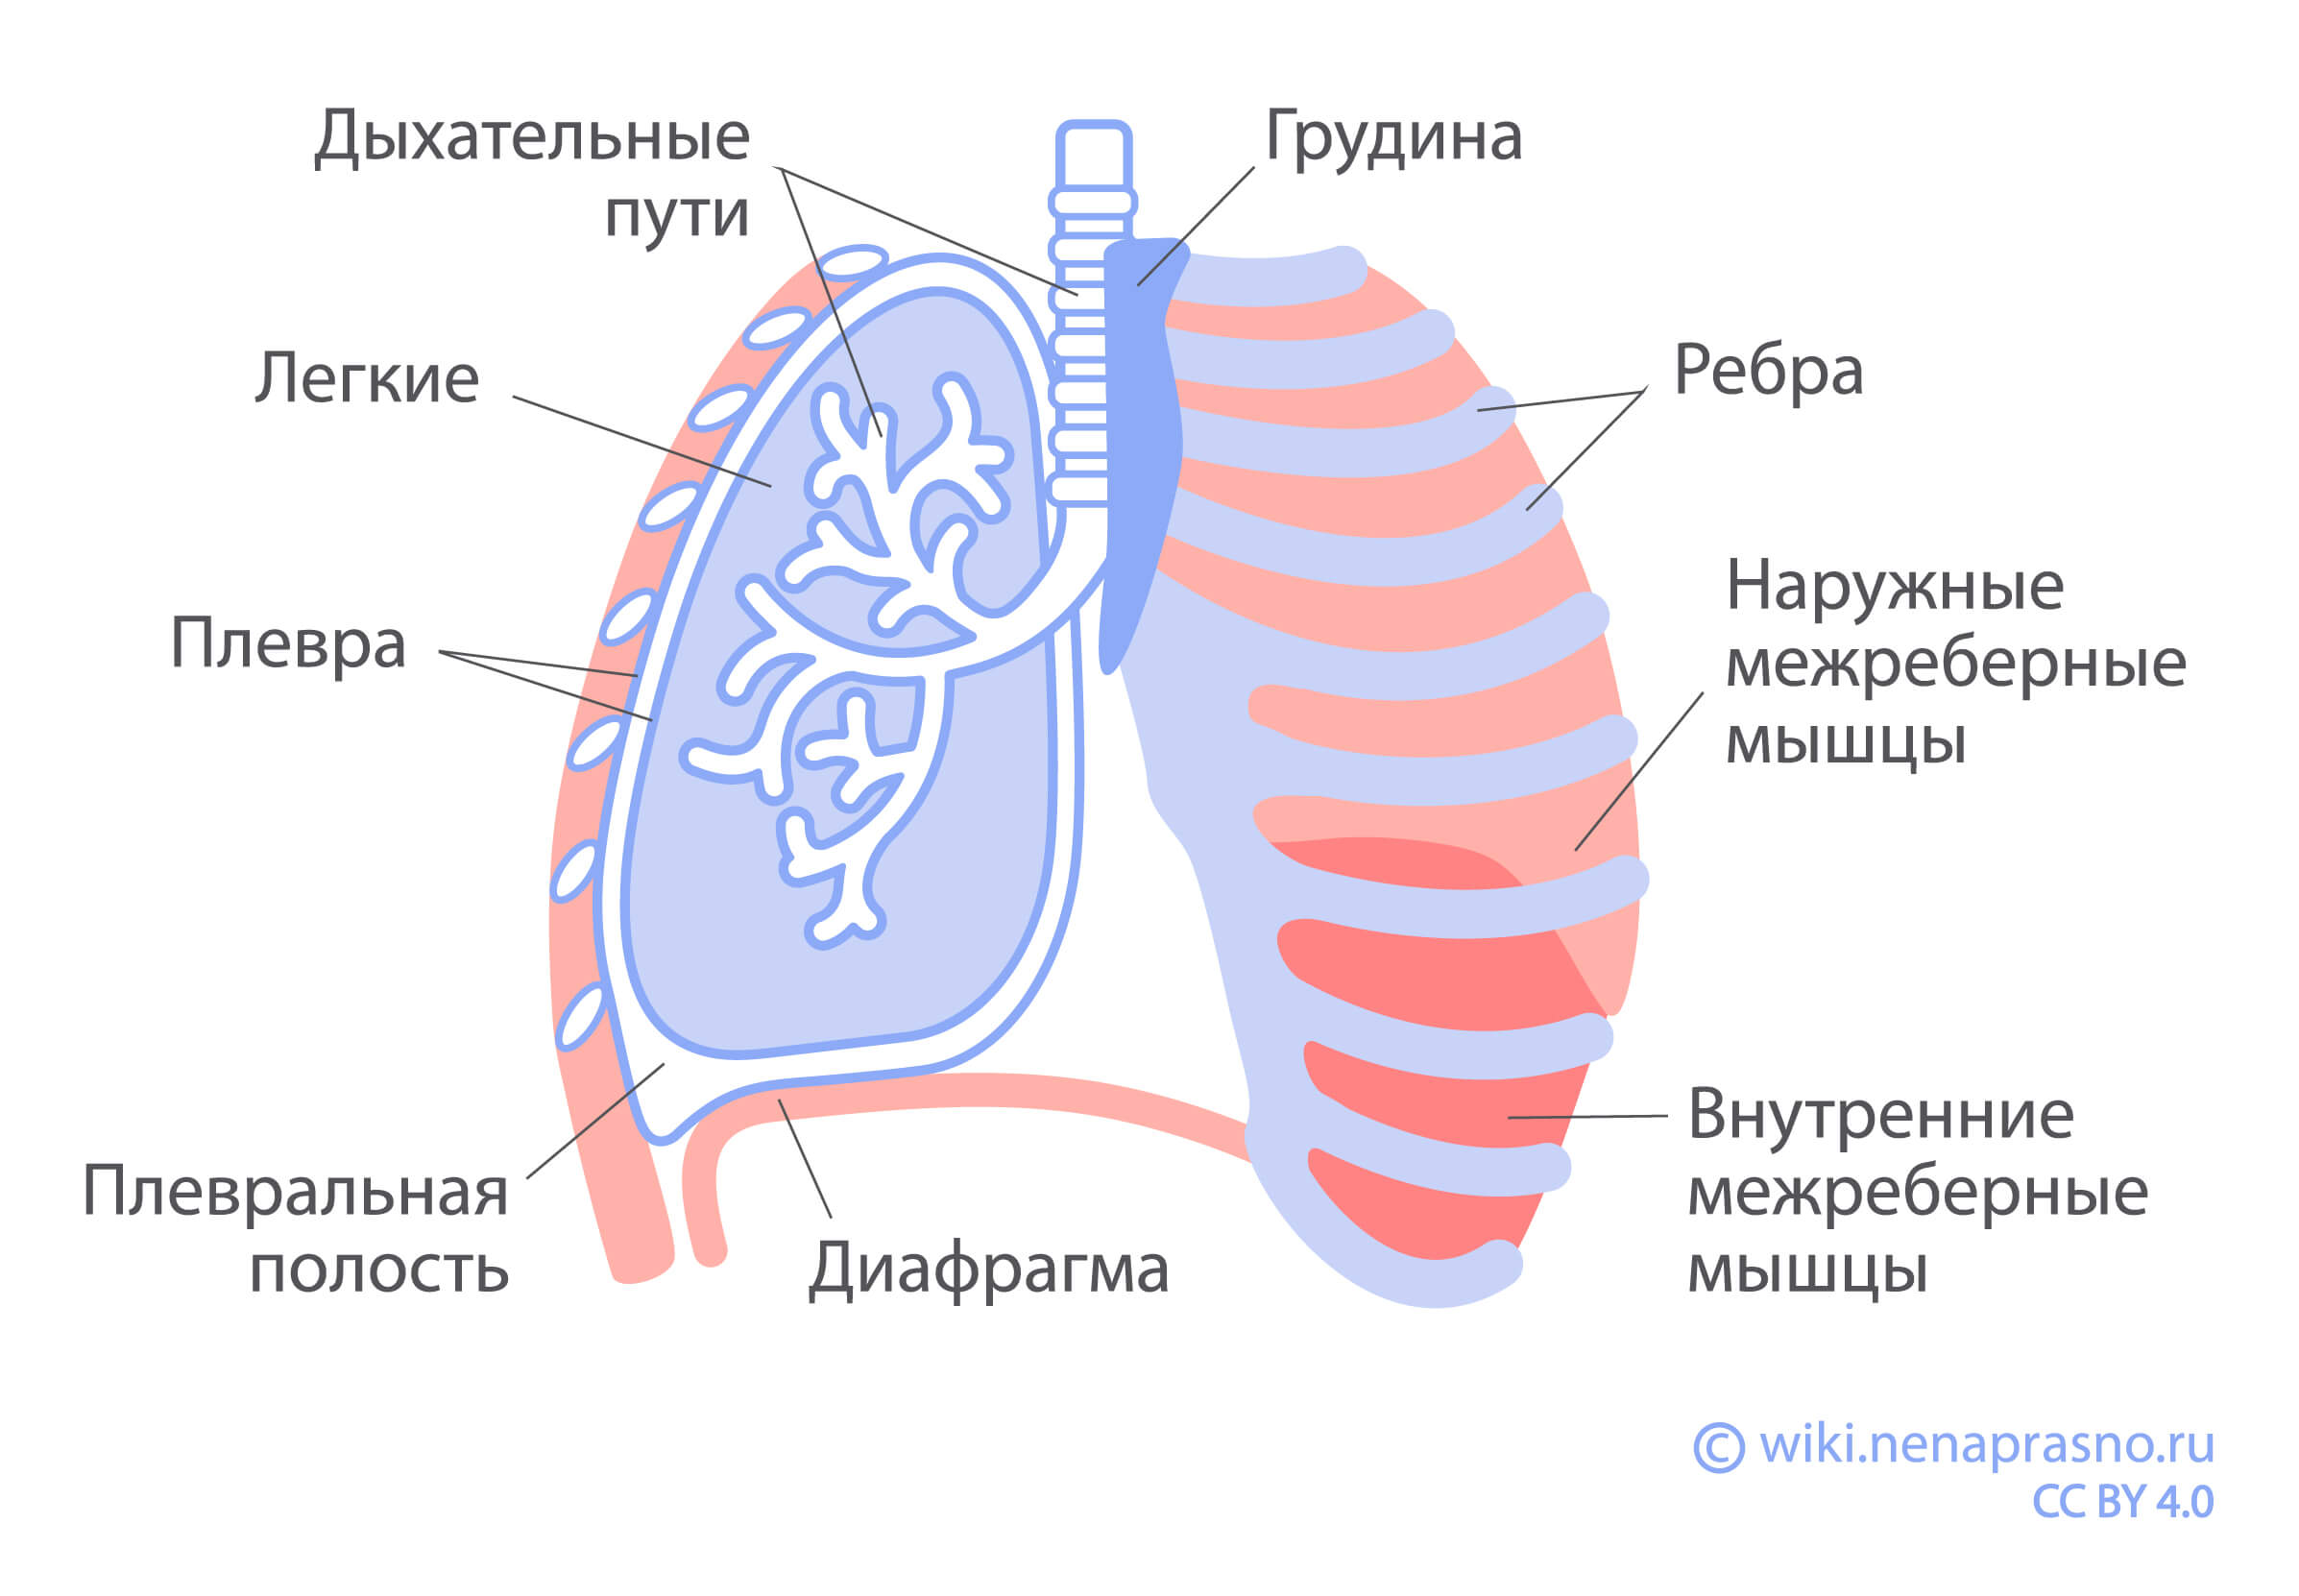 Дыхательные
пути
Грудина
Легкие
Ребра
Плевра
Наружные
межреберные
мышцы
Плевральная
полость
Диафрагма
Внутренние
межреберные
мышцы
© wiki.nenaprasno.ru
CC BY 4.0